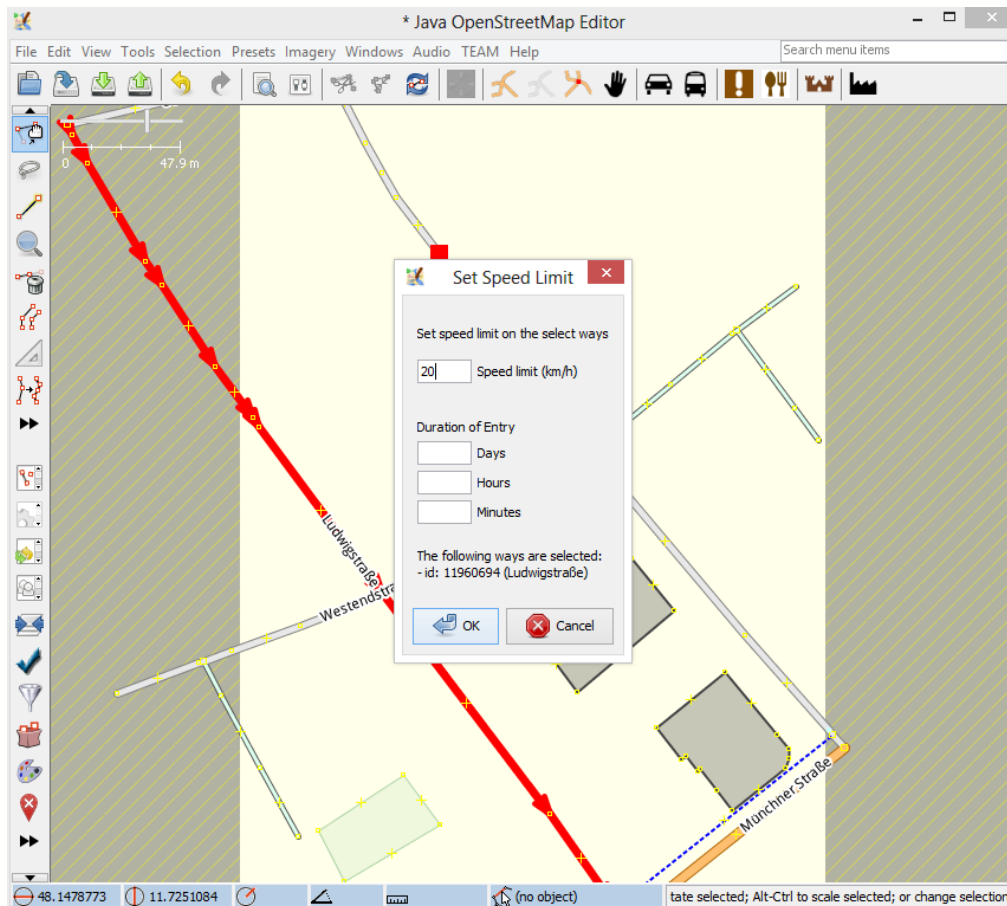 * Java OpenStreetMap Editor
File Edit View Tools Selection Presets Imagery Windows Audio TEAM Help
Search menu items
0 47.9 m
Set Speed Limit
Set speed limit on the select ways
20 Speed limit (km/h)
Duration of Entry
Days
Hours
Minutes
The following ways are selected:
- id: 11960694 (Ludwigstraße)
OK Cancel
Ludwigstraße
Westendstra
Münchner Straße
48.1478773 11.7251084 (no object) tate selected; Alt-Ctrl to scale selected; or change selection